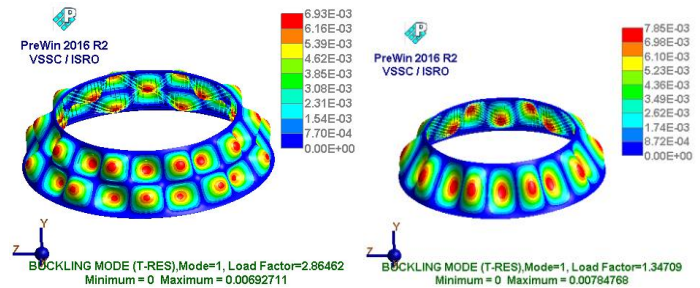 PreWin 2016 R2
VSSC / ISRO
6.93E-03
6.16E-03
5.39E-03
4.62E-03
3.85E-03
3.08E-03
2.31E-03
1.54E-03
7.70E-04
0.00E+00
Y
Z
BUCKLING MODE (T-RES),Mode=1, Load Factor=2.86462
Minimum = 0 Maximum = 0.00692711
PreWin 2016 R2
VSSC / ISRO
7.85E-03
6.98E-03
6.10E-03
5.23E-03
4.36E-03
3.49E-03
2.62E-03
1.74E-03
8.72E-04
0.00E+00
Y
Z
BUCKLING MODE (T-RES),Mode=1, Load Factor=1.34709
Minimum = 0 Maximum = 0.00784768